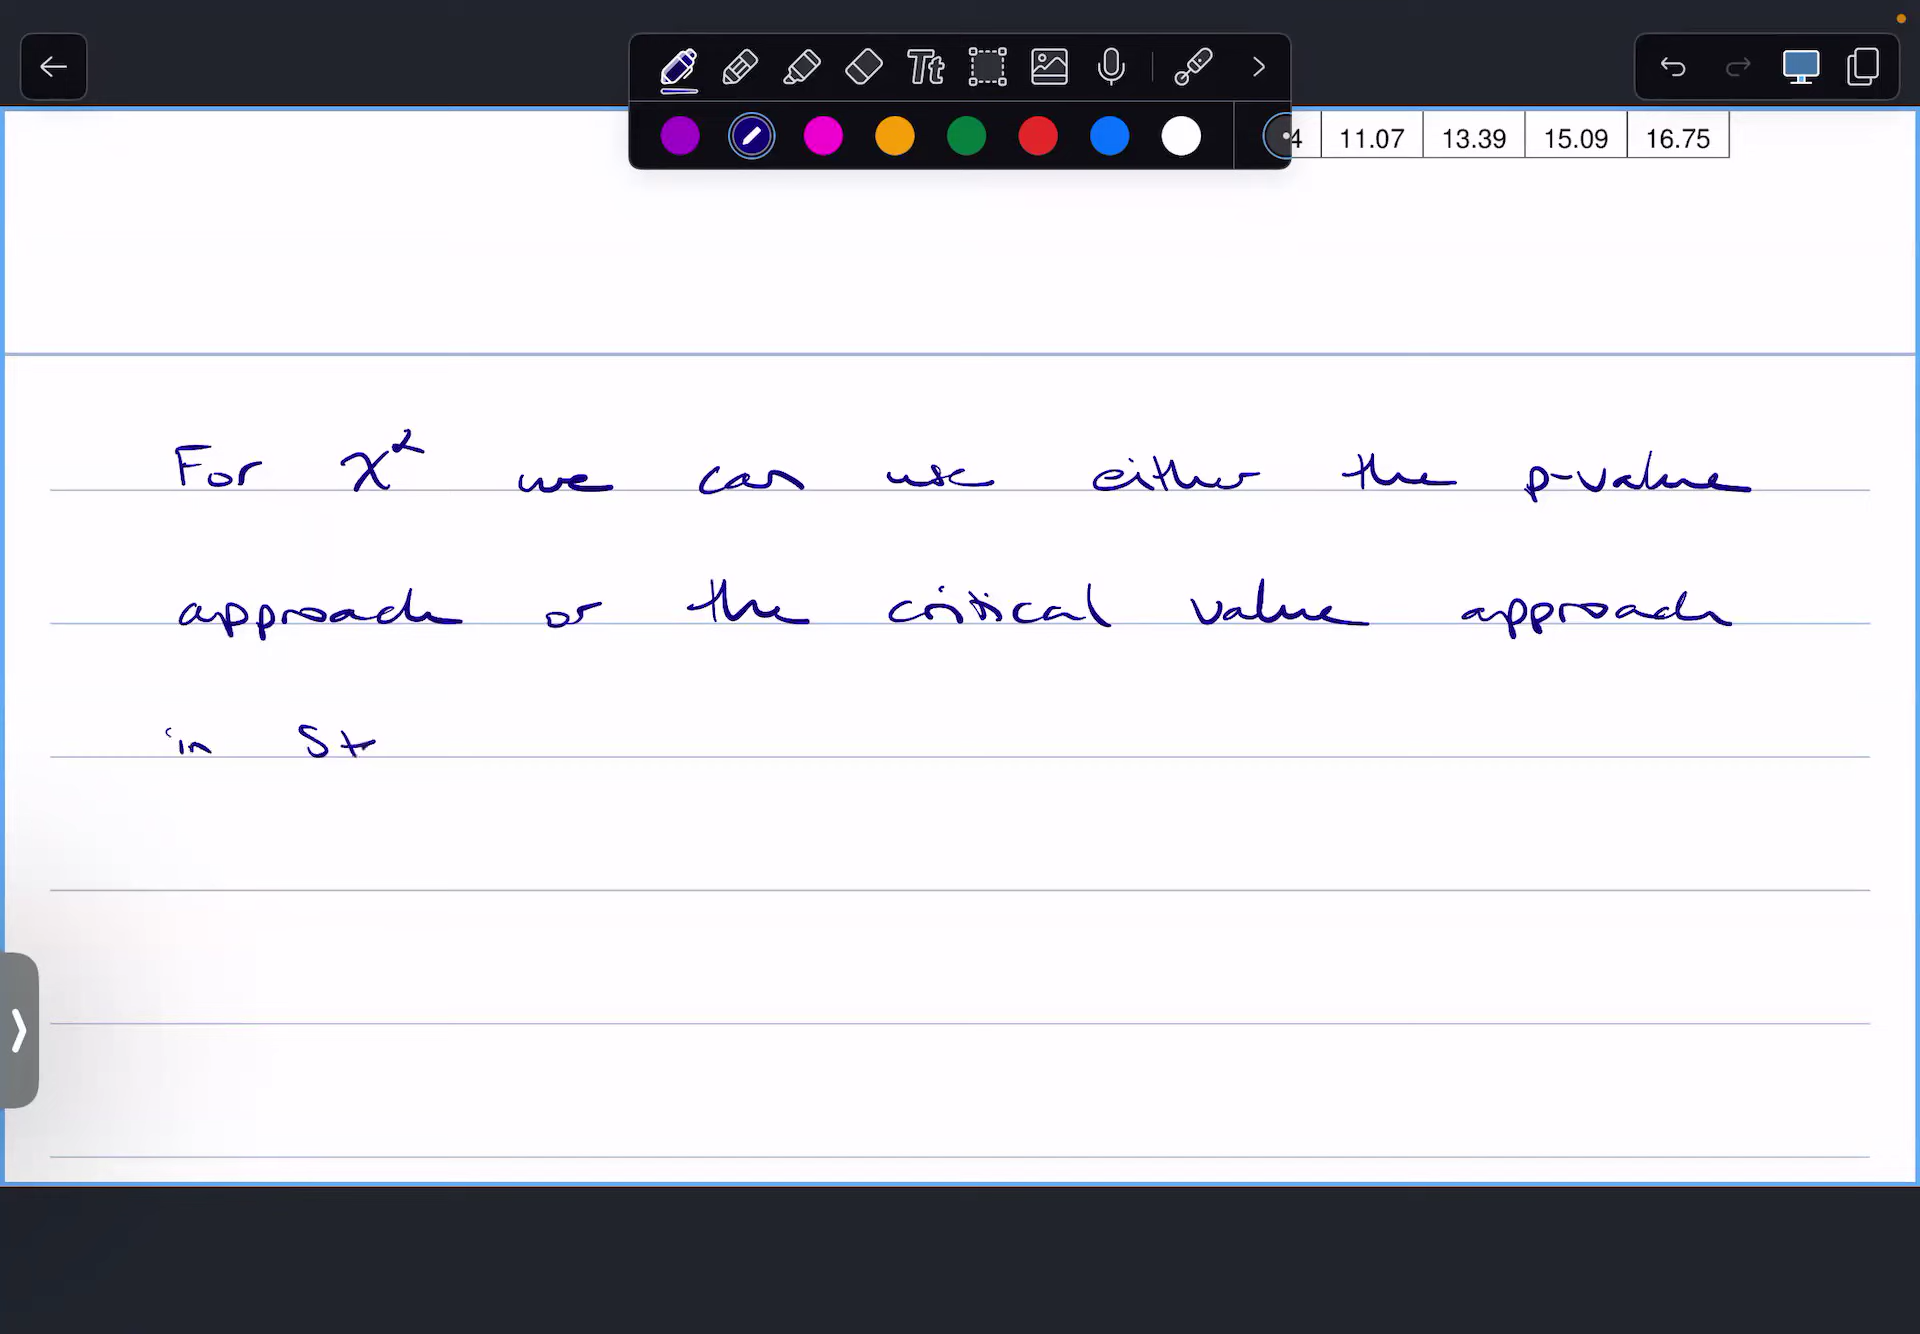 Tt
4 11.07 13.39 15.09 16.75
For χ² we can use either the p-value
approach or the critical value approach
in St